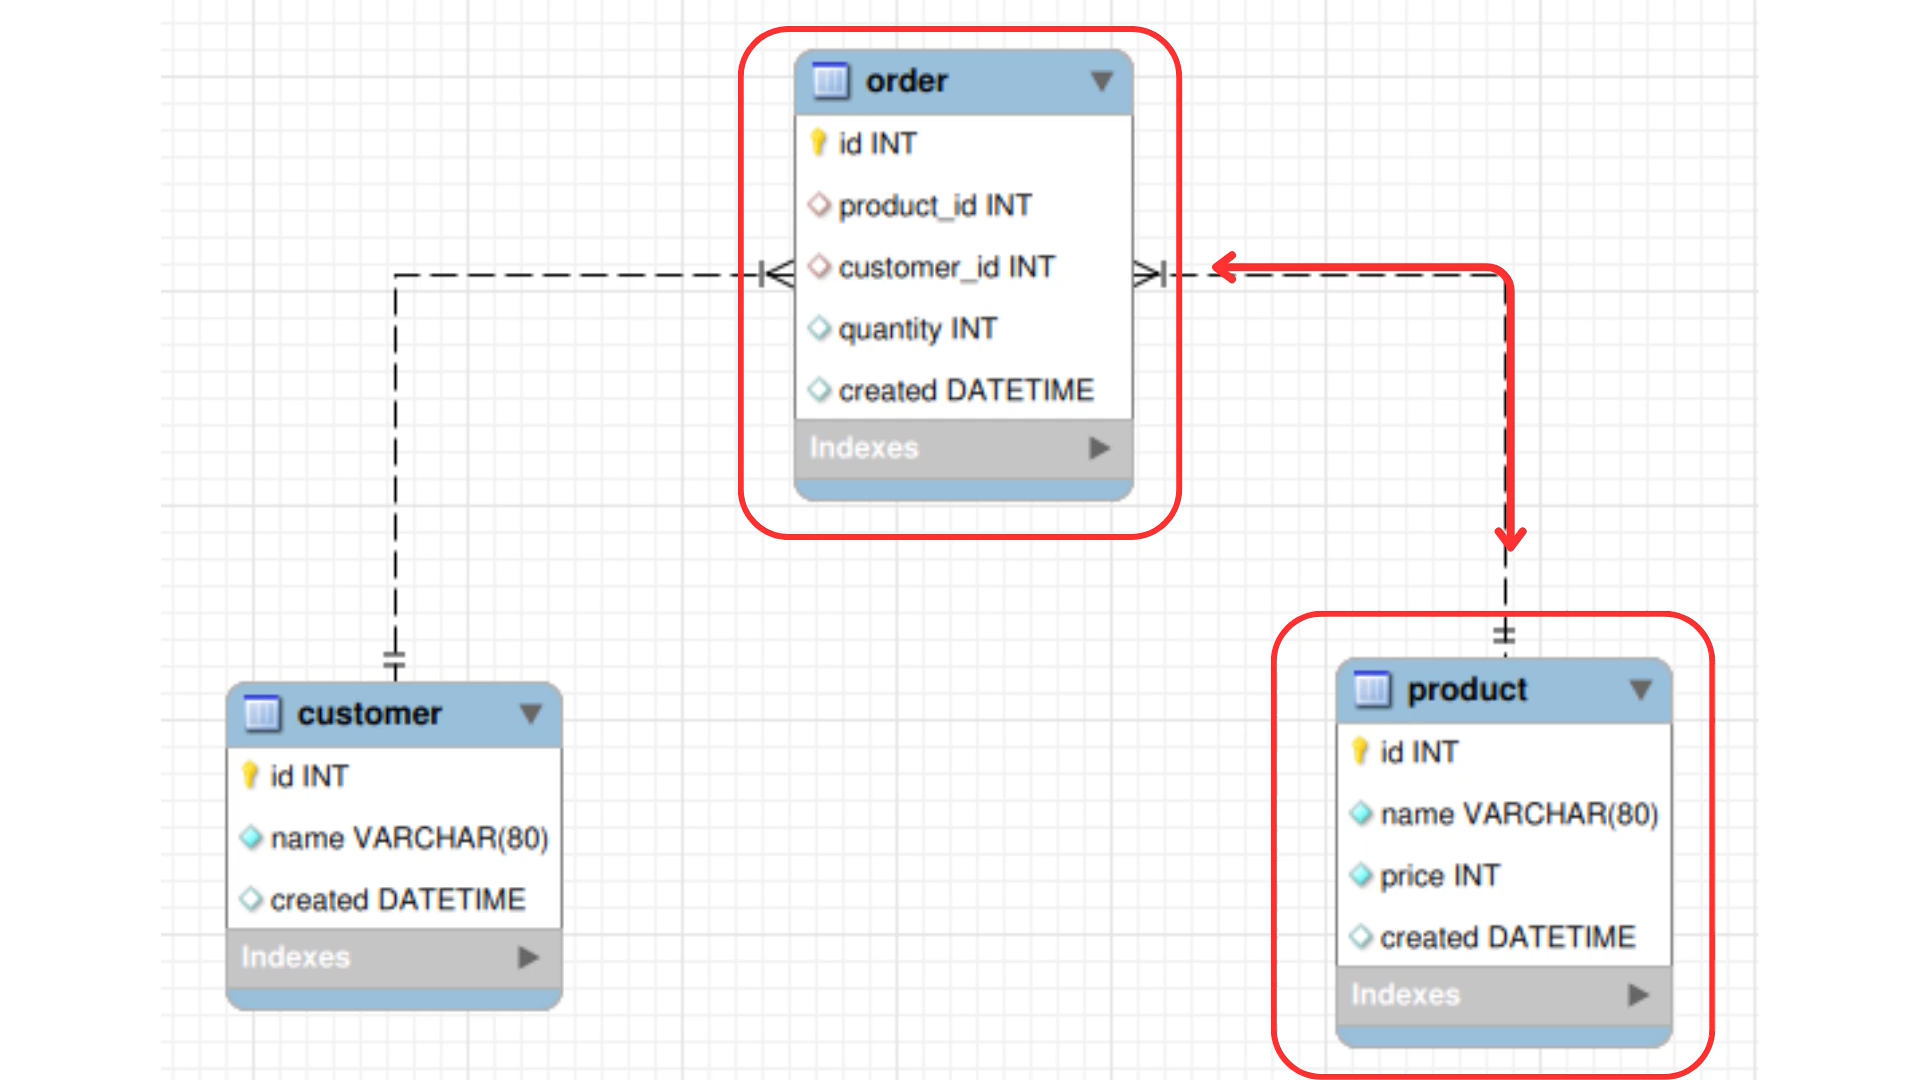 order
id INT
product_id INT
customer_id INT
quantity INT
created DATETIME
Indexes
customer
id INT
name VARCHAR(80)
created DATETIME
Indexes
product
id INT
name VARCHAR(80)
price INT
created DATETIME
Indexes